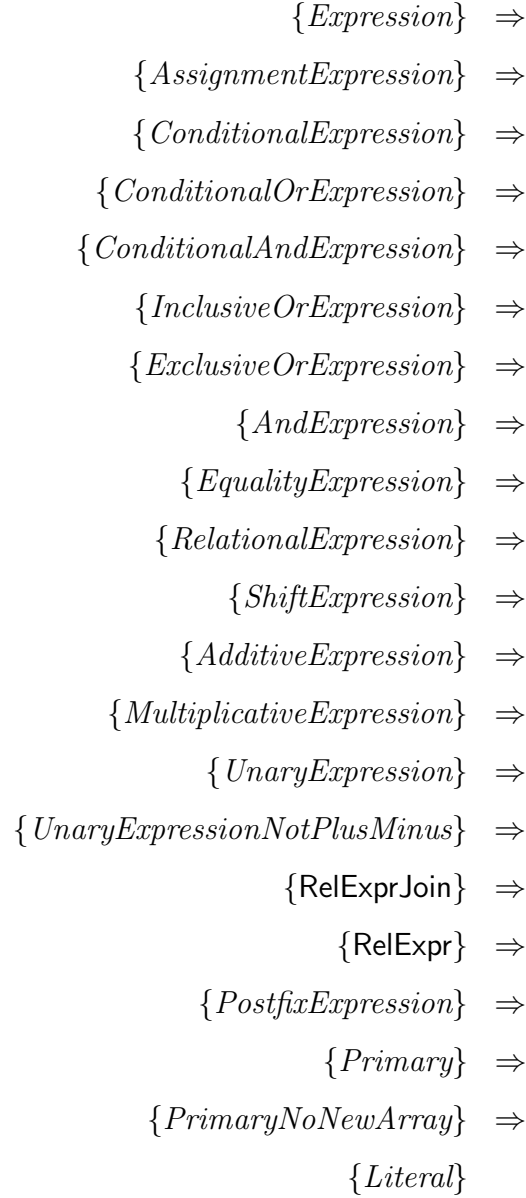 {Expression} ⇒
{AssignmentExpression} ⇒
{ConditionalExpression} ⇒
{ConditionalOrExpression} ⇒
{ConditionalAndExpression} ⇒
{InclusiveOrExpression} ⇒
{ExclusiveOrExpression} ⇒
{AndExpression} ⇒
{EqualityExpression} ⇒
{RelationalExpression} ⇒
{ShiftExpression} ⇒
{AdditiveExpression} ⇒
{MultiplicativeExpression} ⇒
{UnaryExpression} ⇒
{UnaryExpressionNotPlusMinus} ⇒
{RelExprJoin} ⇒
{RelExpr} ⇒
{PostfixExpression} ⇒
{Primary} ⇒
{PrimaryNoNewArray} ⇒
{Literal}